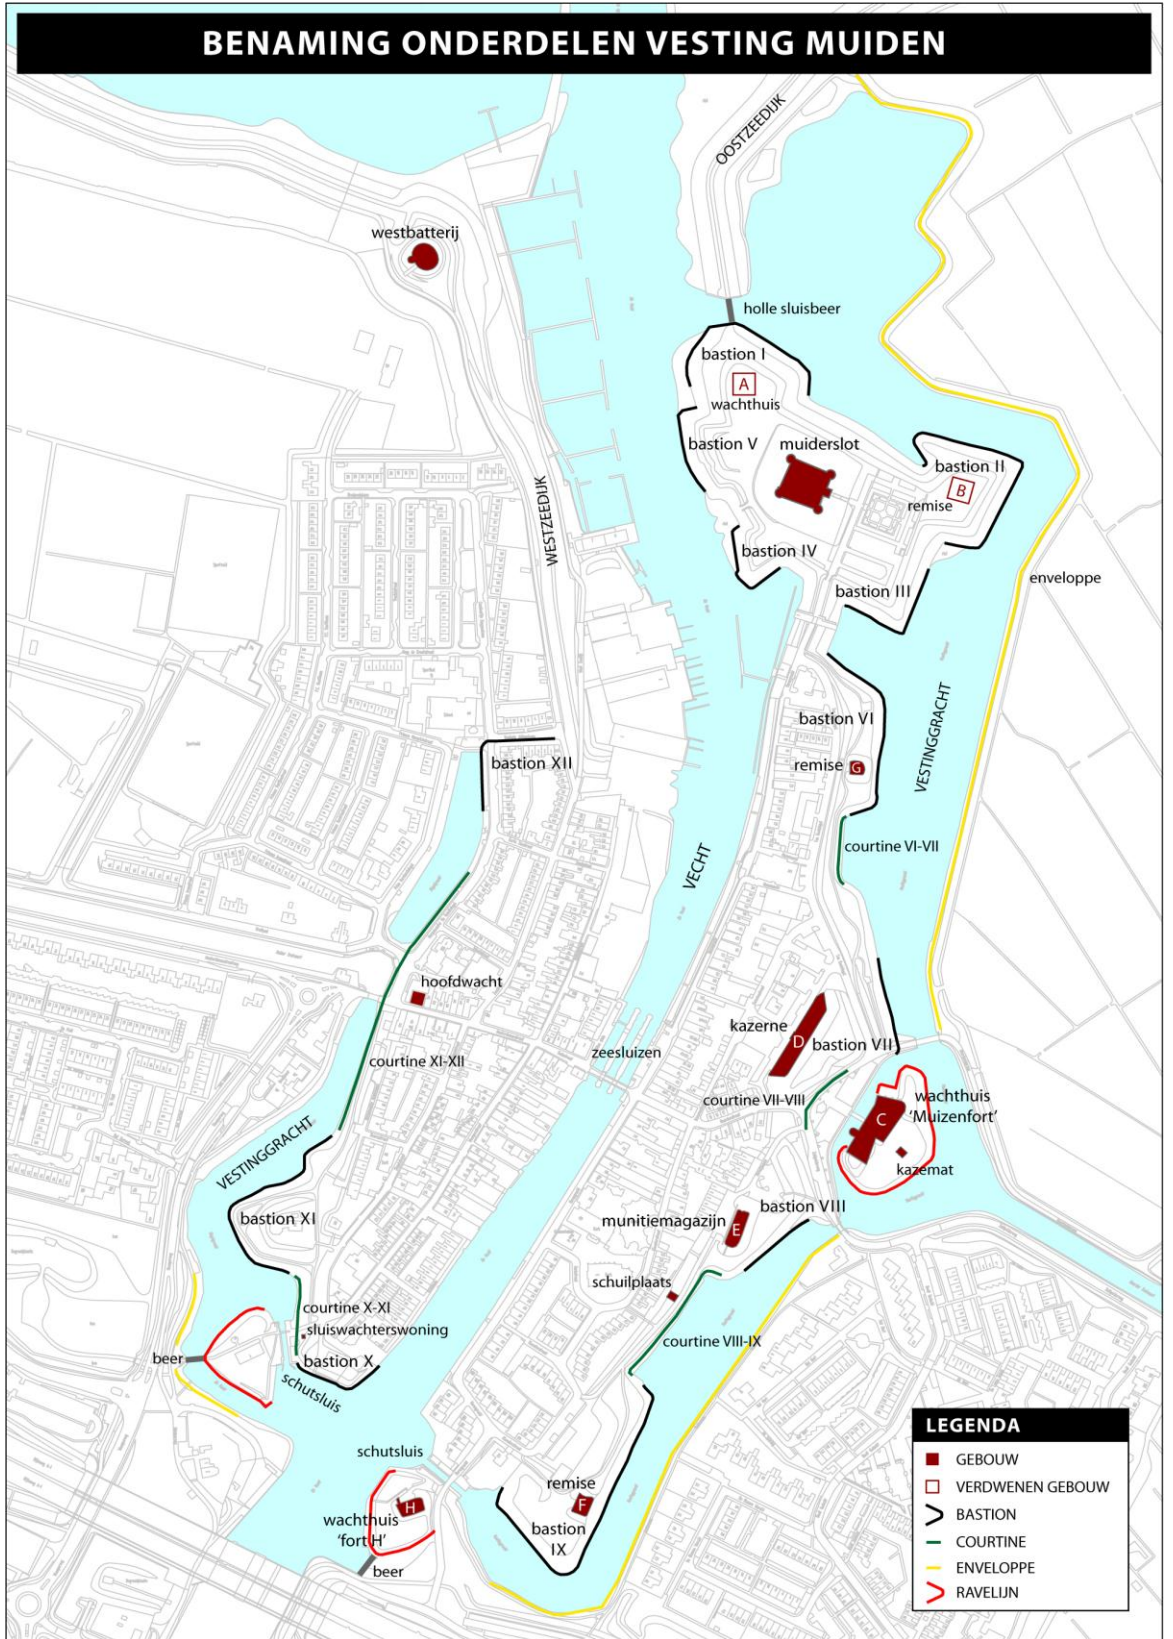 BENAMING ONDERDELEN VESTING MUIDEN
OOSTZEEDIJK
westbatterij
holle sluisbeer
bastion I
A
wachthuis
bastion V
muiderslot
bastion II
B
remise
WESTZEEDIJK
bastion IV
bastion III
enveloppe
VESTINGGRACHT
bastion VI
bastion XII
remise
G
courtine VI-VII
VECHT
hoofdwacht
kazerne
D
bastion VII
zeesluizen
courtine XI-XII
courtine VII-VIII
wachthuis
'Muizenfort'
C
kazemat
VESTINGGRACHT
bastion XI
bastion VIII
munitiemagazijn
E
schuilplaats
courtine X-XI
sluiswachterswoning
courtine VIII-IX
beer
bastion X
schutsluis
schutsluis
remise
F
bastion
IX
H
wachthuis
'fort H'
beer
LEGENDA
GEBOUW
VERDWENEN GEBOUW
BASTION
COURTINE
ENVELOPPE
RAVELIJN